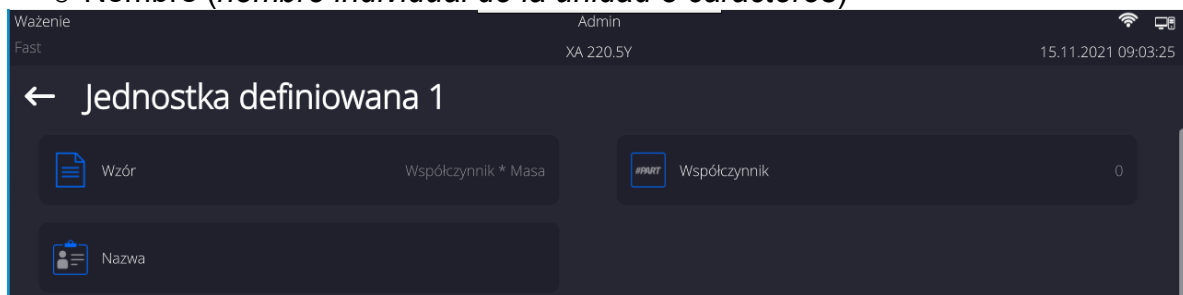 Nombre (nombre individual de la unidad 3 caracteres)
Ważenie Admin
Fast XA 220.5Y 15.11.2021 09:03:25
← Jednostka definiowana 1
Wzór Współczynnik * Masa #PART Współczynnik 0
Nazwa